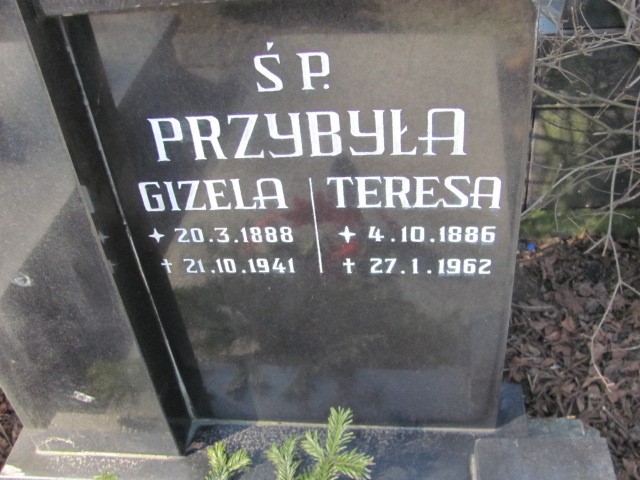 Ś P.
PRZYBYŁA
GIZELA TERESA
20.3.1888 4.10.1886
† 21.10.1941 † 27.1.1962